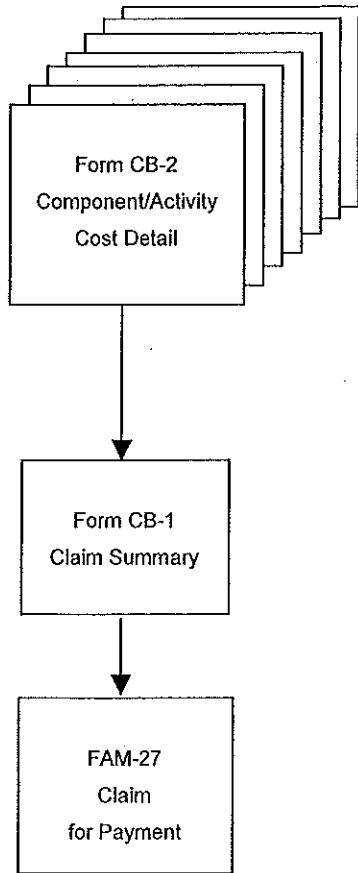 Form CB-2
Component/Activity
Cost Detail
Form CB-1
Claim Summary
FAM-27
Claim
for Payment